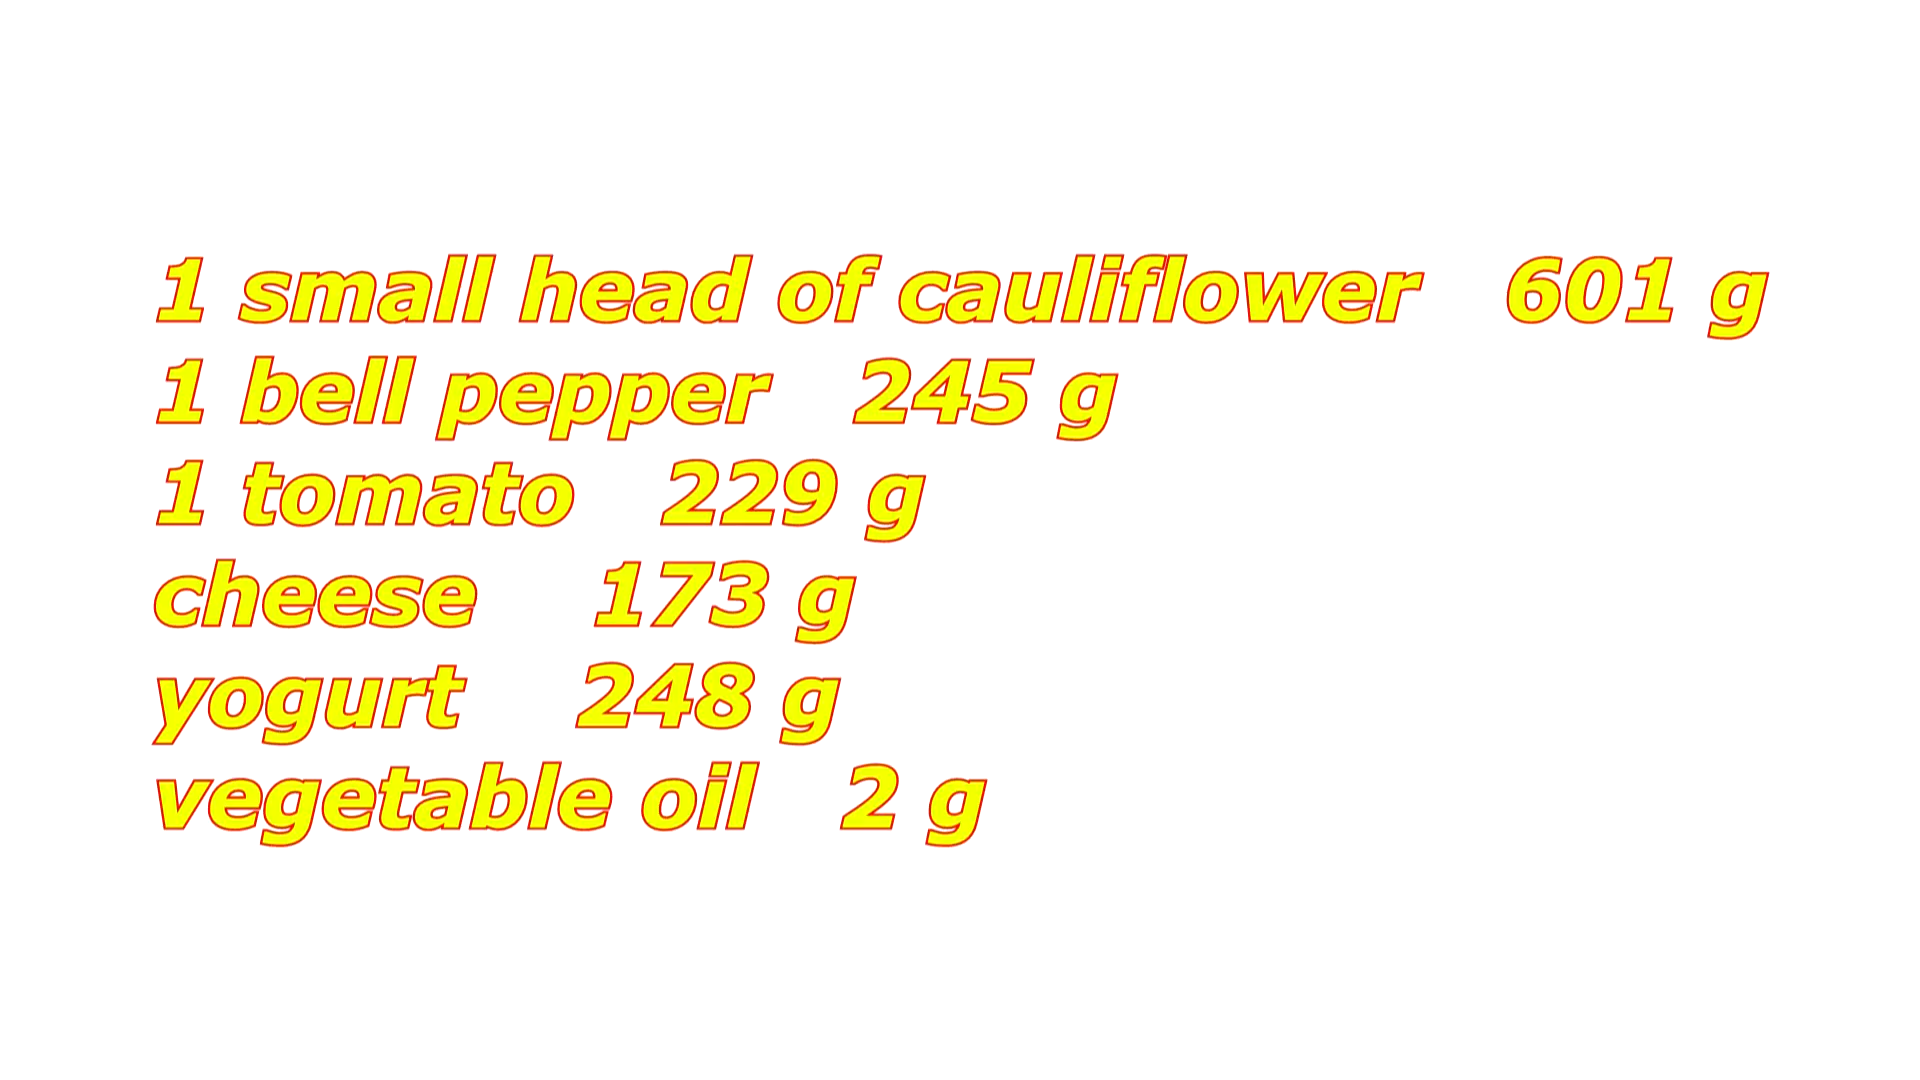 1 small head of cauliflower 601 g
1 bell pepper 245 g
1 tomato 229 g
cheese 173 g
yogurt 248 g
vegetable oil 2 g